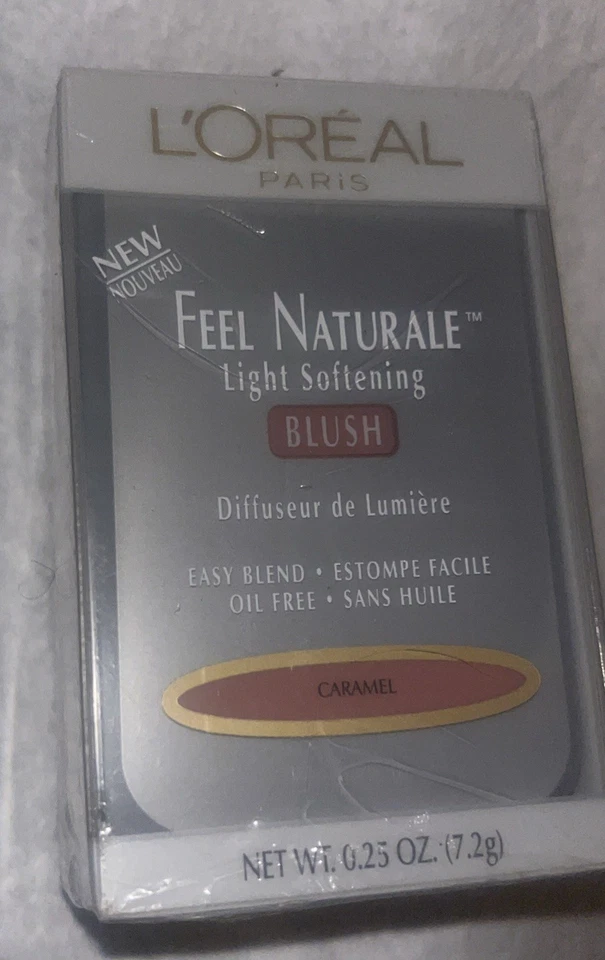 L'ORÉAL
PARiS
NEW
NOUVEAU
FEEL NATURALE™
Light Softening
BLUSH
Diffuseur de Lumière
EASY BLEND • ESTOMPE FACILE
OIL FREE • SANS HUILE
CARAMEL
NET WT. 0.25 OZ. (7.2g)